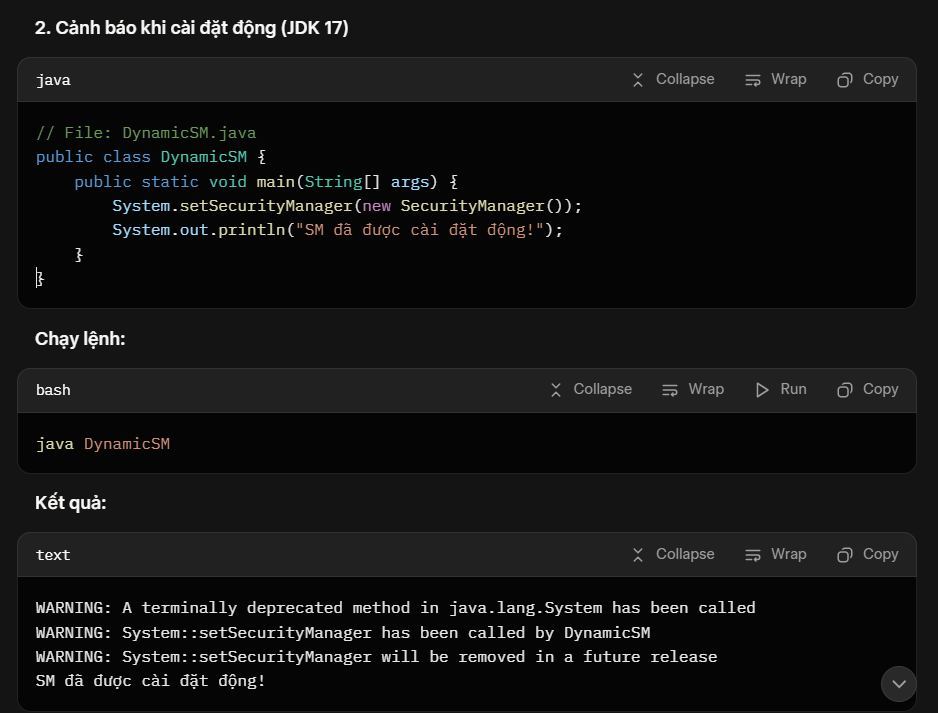 2. Cảnh báo khi cài đặt động (JDK 17)
java
Collapse
Wrap
Copy
// File: DynamicSM.java
public class DynamicSM {
    public static void main(String[] args) {
        System.setSecurityManager(new SecurityManager());
        System.out.println("SM đã được cài đặt động!");
    }
}
Chạy lệnh:
bash
Collapse
Wrap
Run
Copy
java DynamicSM
Kết quả:
text
Collapse
Wrap
Copy
WARNING: A terminally deprecated method in java.lang.System has been called
WARNING: System::setSecurityManager has been called by DynamicSM
WARNING: System::setSecurityManager will be removed in a future release
SM đã được cài đặt động!